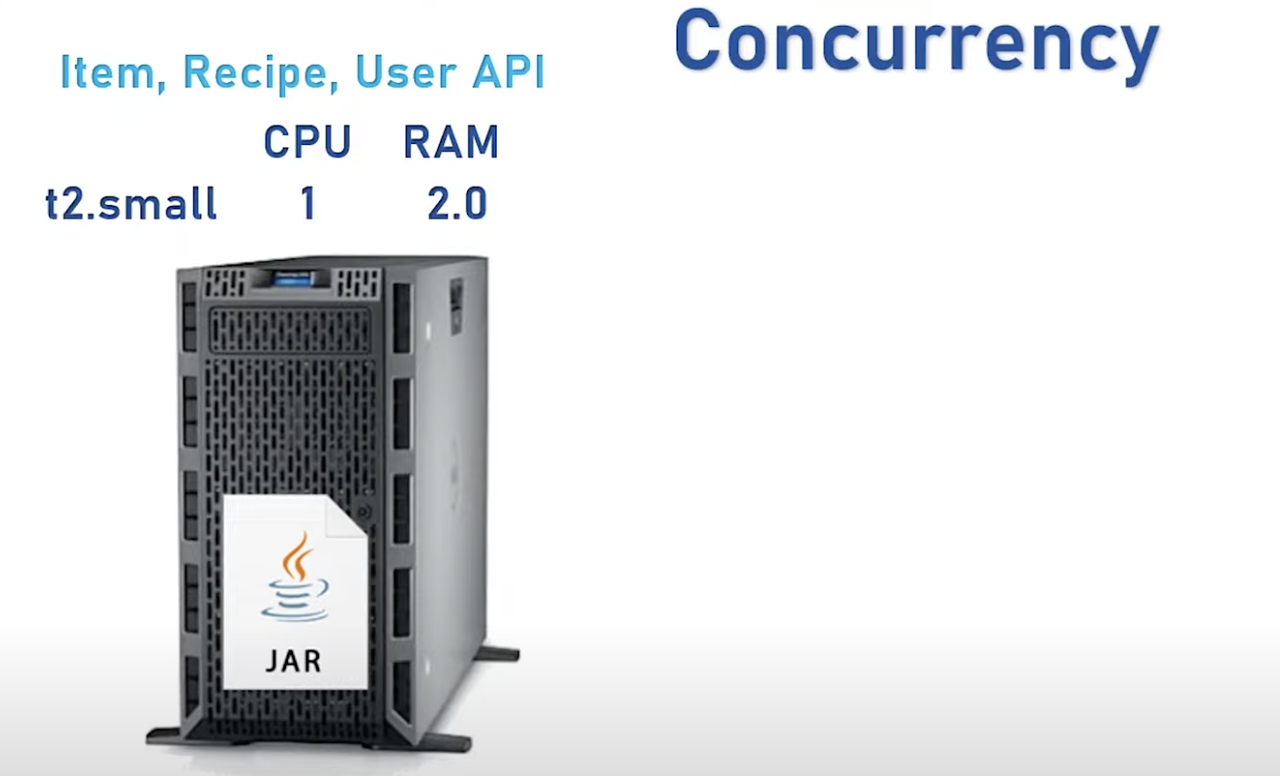 Concurrency
Item, Recipe, User API
CPU RAM
t2.small 1 2.0
JAR